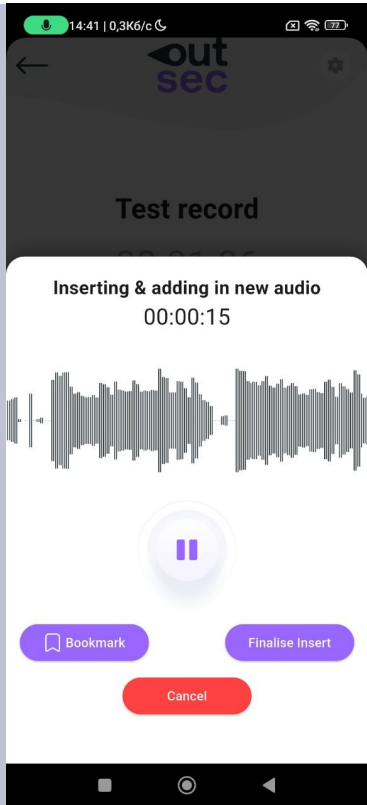 14:41 | 0,3Кб/с
77
out
sec
Test record
Inserting & adding in new audio
00:00:15
Bookmark
Finalise Insert
Cancel